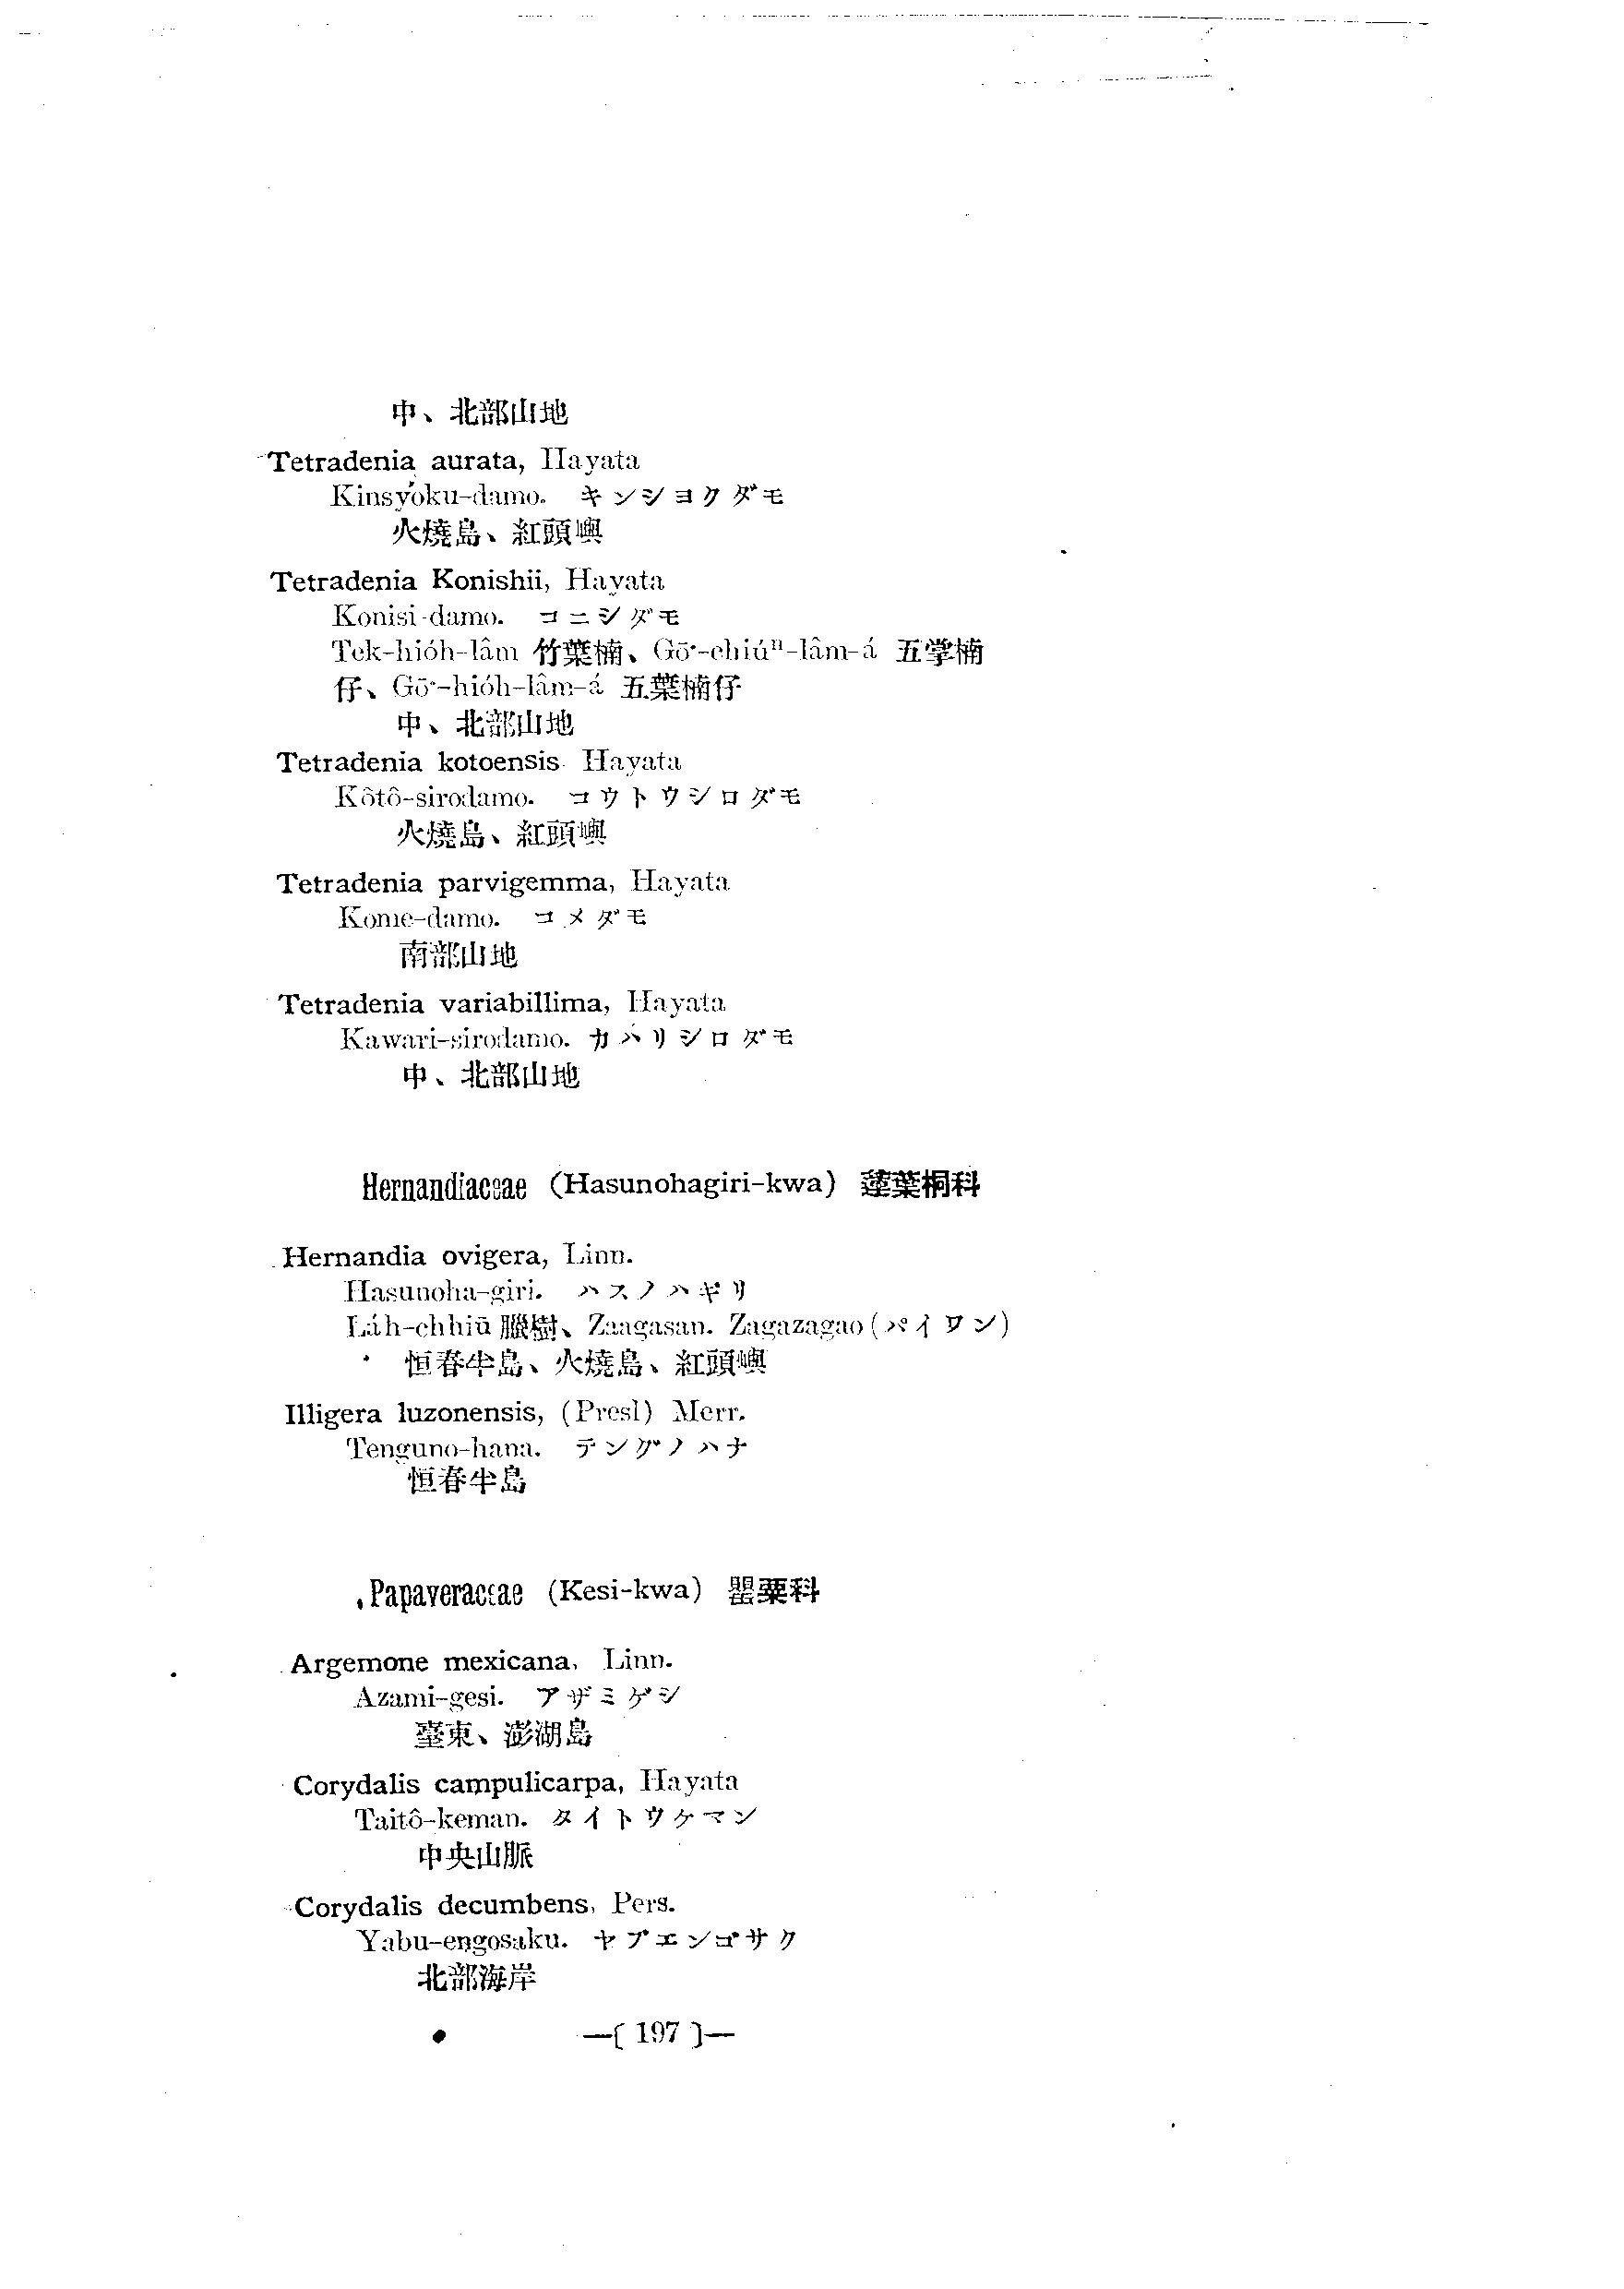 中、北部山地
Tetradenia aurata, Hayata
Kinsyoku-damo. キンシヨクダモ
火燒島、紅頭嶼
Tetradenia Konishii, Hayata
Konisi-damo. コニシダモ
Tek-hio̍h-lâm 竹葉楠、Gō͘-chiúⁿ-lâm-á 五掌楠
仔、Gō͘-hio̍h-lâm-á 五葉楠仔
中、北部山地
Tetradenia kotoensis Hayata
Kôtô-sirodamo. コウトウシロダモ
火燒島、紅頭嶼
Tetradenia parvigemma, Hayata
Kome-damo. コメダモ
南部山地
Tetradenia variabillima, Hayata
Kawari-sirodamo. カハリシロダモ
中、北部山地
Hernandiaceae (Hasunohagiri-kwa) 蓮葉桐科
Hernandia ovigera, Linn.
Hasunoha-giri. ハスノハギリ
La̍h-chhiū 臘樹、Zaagasan. Zagazagao (パイワン)
恒春半島、火燒島、紅頭嶼
Illigera luzonensis, (Presl) Merr.
Tenguno-hana. テングノハナ
恒春半島
Papaveraceae (Kesi-kwa) 罌粟科
Argemone mexicana, Linn.
Azami-gesi. アザミゲシ
臺東、澎湖島
Corydalis campulicarpa, Hayata
Taitô-keman. タイトウケマン
中央山脈
Corydalis decumbens, Pers.
Yabu-engosaku. ヤブエンゴサク
北部海岸
—[ 197 ]—